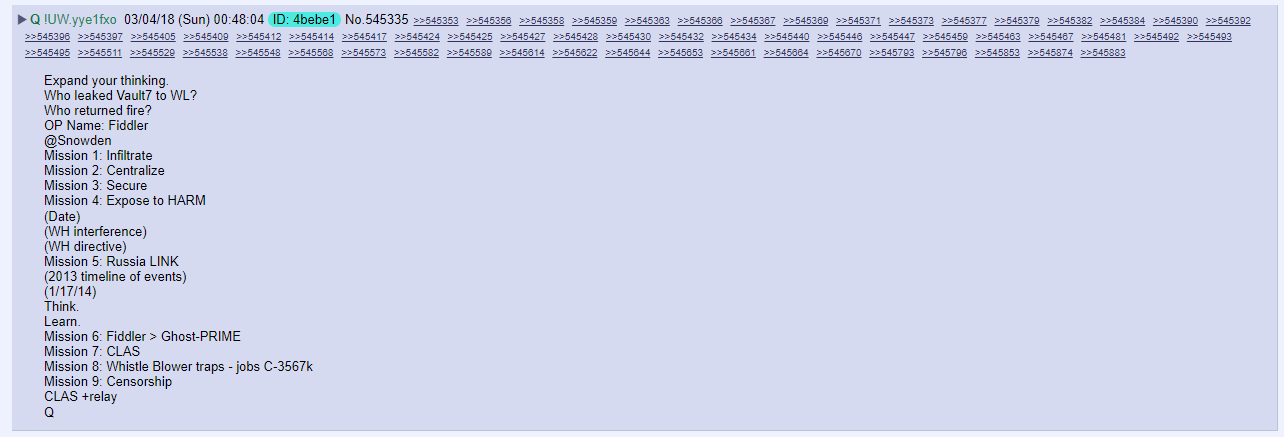 ▶Q !UW.yye1fxo 03/04/18 (Sun) 00:48:04 ID: 4bebe1 No.545335 >>545353 >>545356 >>545358 >>545359 >>545363 >>545366 >>545367 >>545369 >>545371 >>545373 >>545377 >>545379 >>545382 >>545384 >>545390 >>545392
>>545396 >>545397 >>545405 >>545409 >>545412 >>545414 >>545417 >>545424 >>545425 >>545427 >>545428 >>545430 >>545432 >>545434 >>545440 >>545446 >>545447 >>545459 >>545463 >>545467 >>545481 >>545492 >>545493
>>545495 >>545511 >>545529 >>545538 >>545548 >>545568 >>545573 >>545582 >>545589 >>545614 >>545622 >>545644 >>545653 >>545661 >>545664 >>545670 >>545793 >>545796 >>545853 >>545874 >>545883
Expand your thinking.
Who leaked Vault7 to WL?
Who returned fire?
OP Name: Fiddler
@Snowden
Mission 1: Infiltrate
Mission 2: Centralize
Mission 3: Secure
Mission 4: Expose to HARM
(Date)
(WH interference)
(WH directive)
Mission 5: Russia LINK
(2013 timeline of events)
(1/17/14)
Think.
Learn.
Mission 6: Fiddler > Ghost-PRIME
Mission 7: CLAS
Mission 8: Whistle Blower traps - jobs C-3567k
Mission 9: Censorship
CLAS +relay
Q